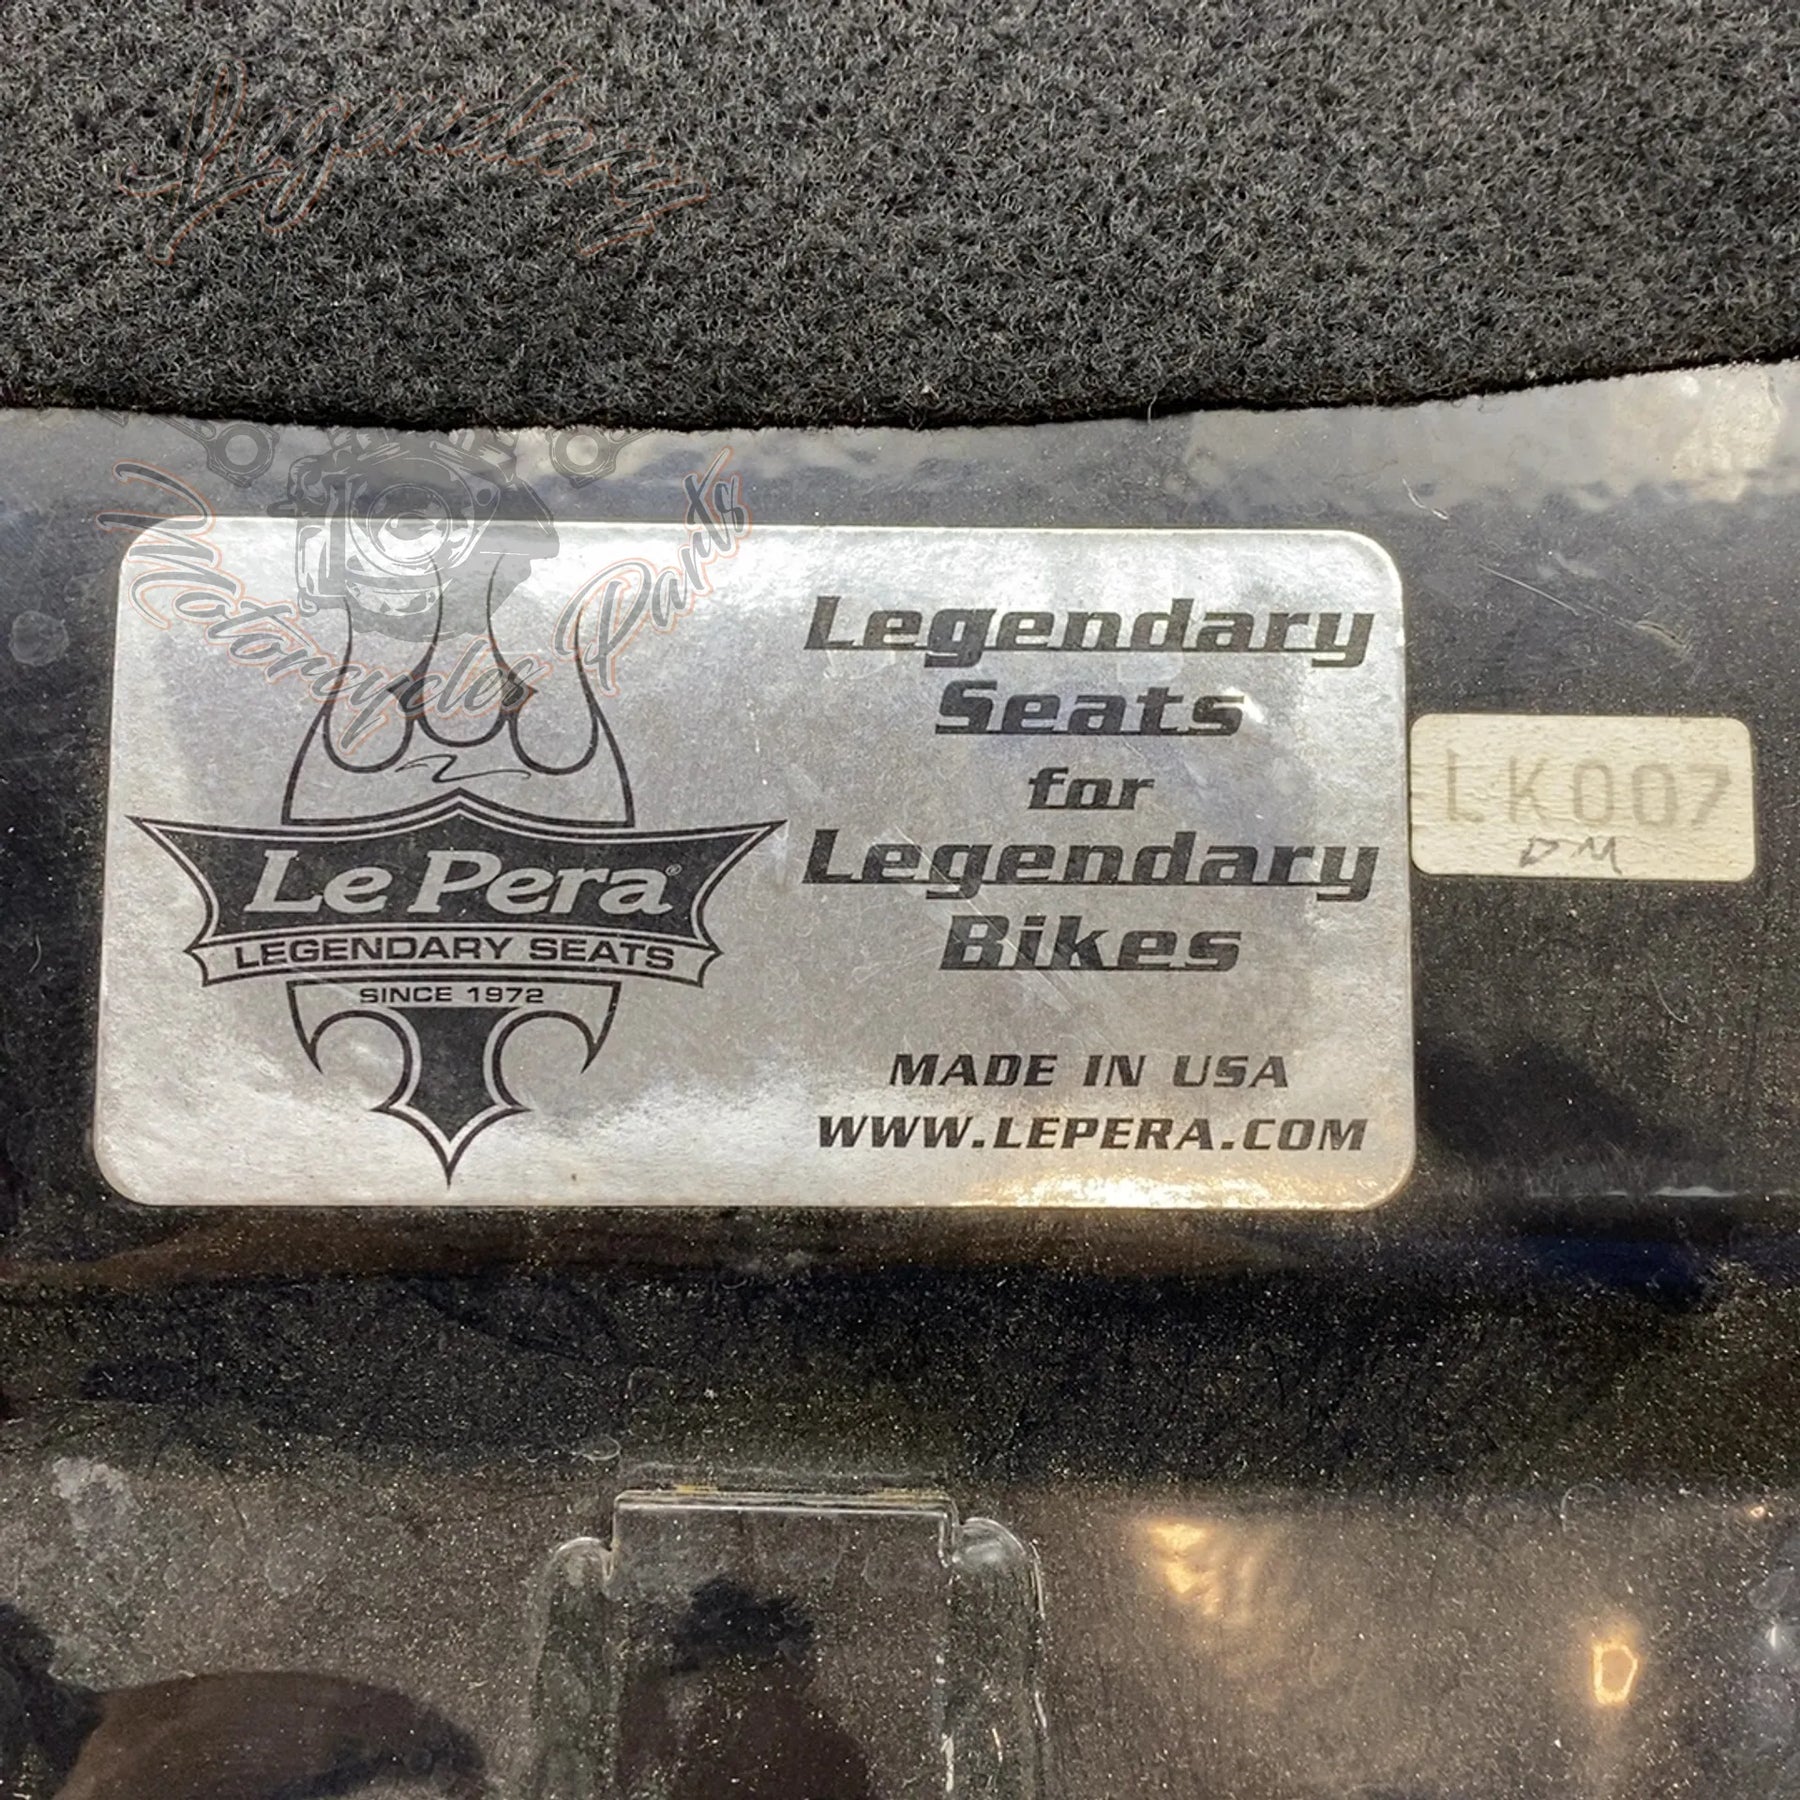 Legendary
Motorcycles Parts
Le Pera®
LEGENDARY SEATS
SINCE 1972
Legendary
Seats
for
Legendary
Bikes
MADE IN USA
WWW.LEPERA.COM
LK007
DM